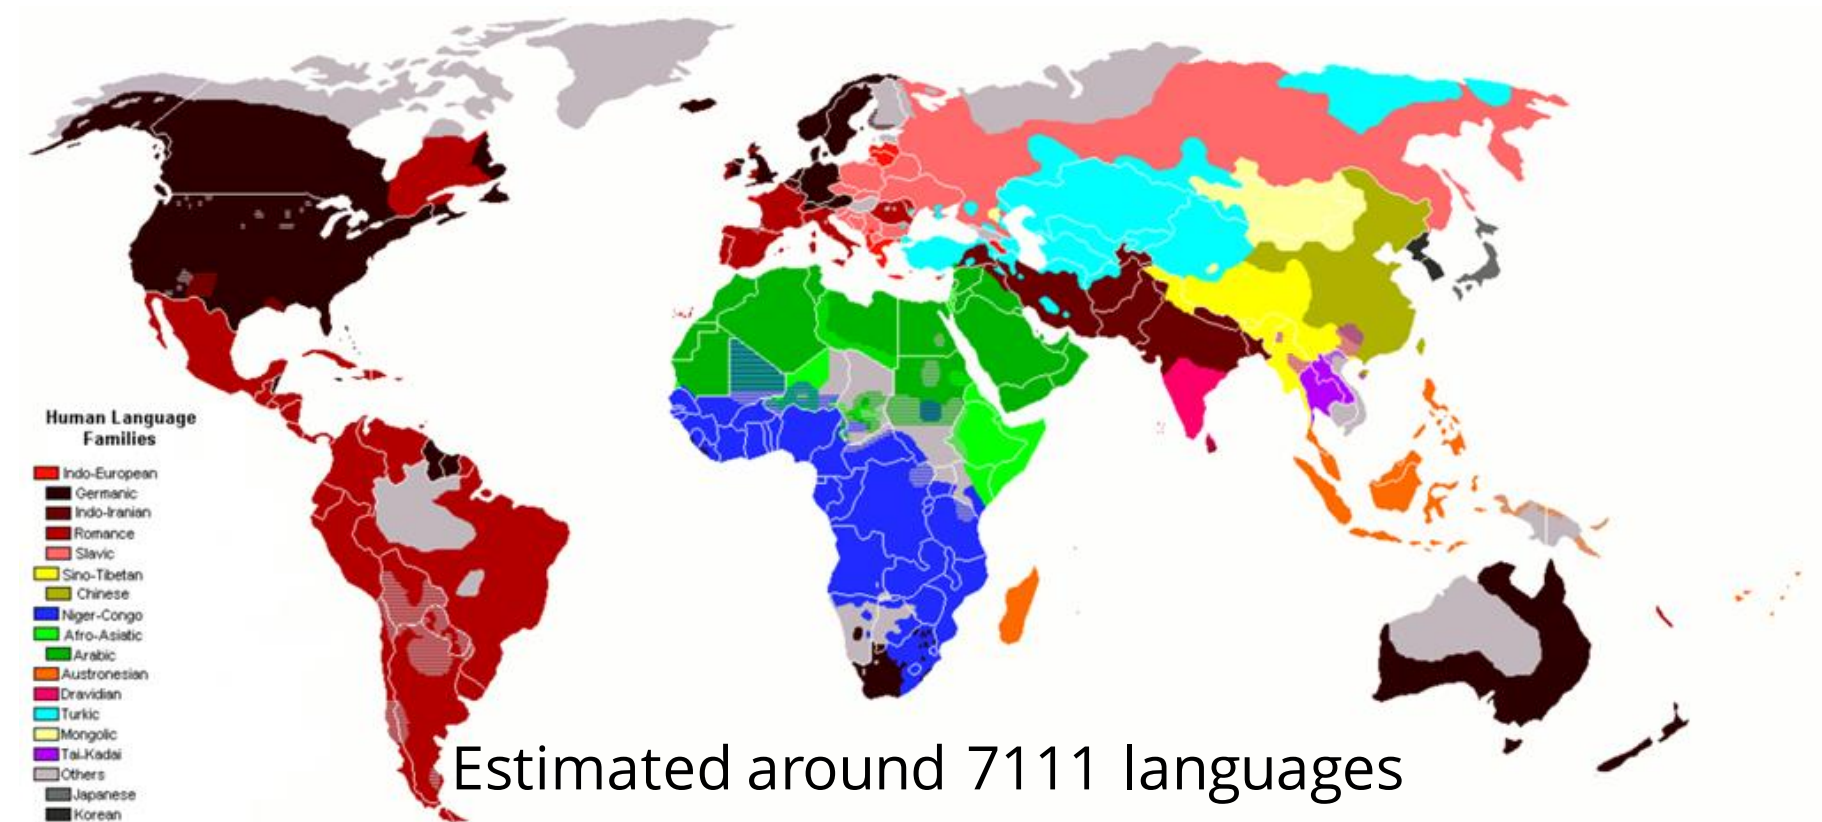 Human Language
Families
Indo-European
Germanic
Indo-Iranian
Romance
Slavic
Sino-Tibetan
Chinese
Niger-Congo
Afro-Asiatic
Arabic
Austronesian
Dravidian
Turkic
Mongolic
Tai-Kadai
Others
Japanese
Korean
Estimated around 7111 languages